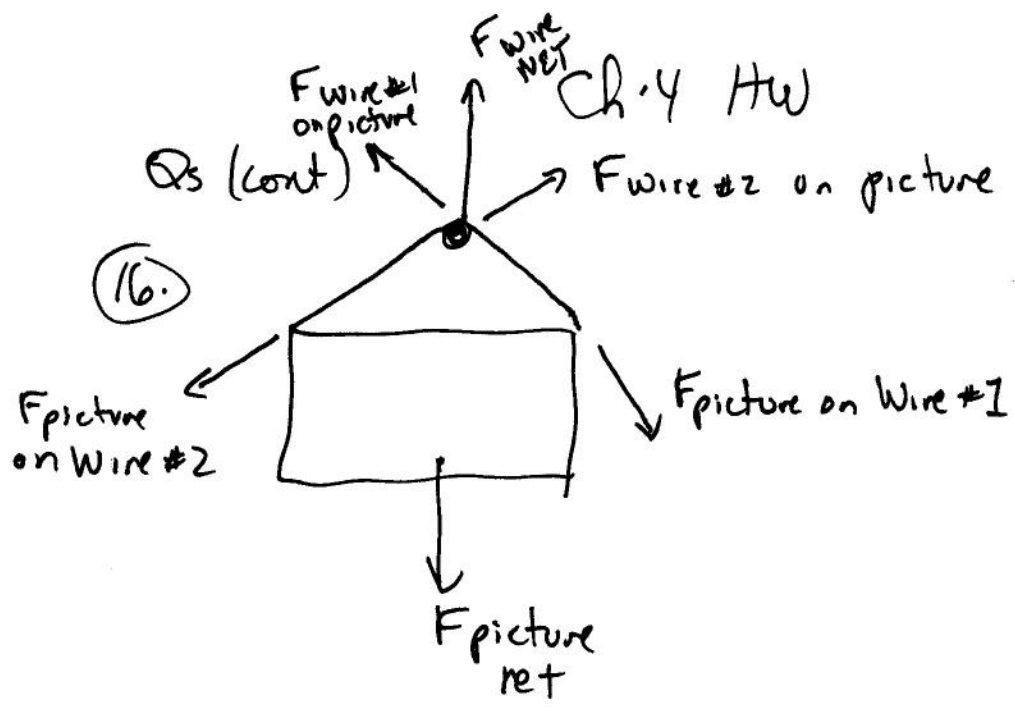 F wire
NET
Ch. 4 HW
F wire #1
on picture
Qs (cont)
F wire #2 on picture
16.
F picture
on Wire #2
F picture on Wire #1
F picture
net